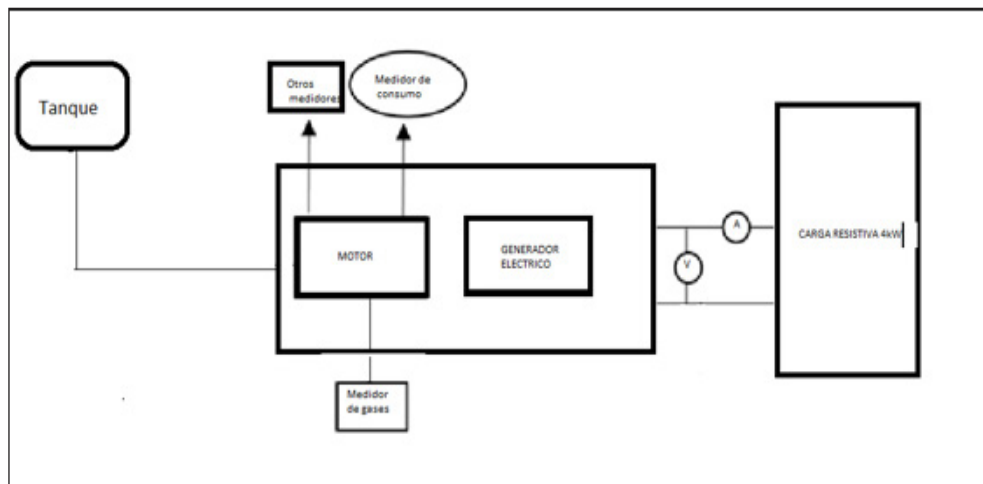 Tanque
Otros
medidores
Medidor de
consumo
MOTOR
GENERADOR
ELECTRICO
A
V
CARGA RESISTIVA 4kW
Medidor
de gases